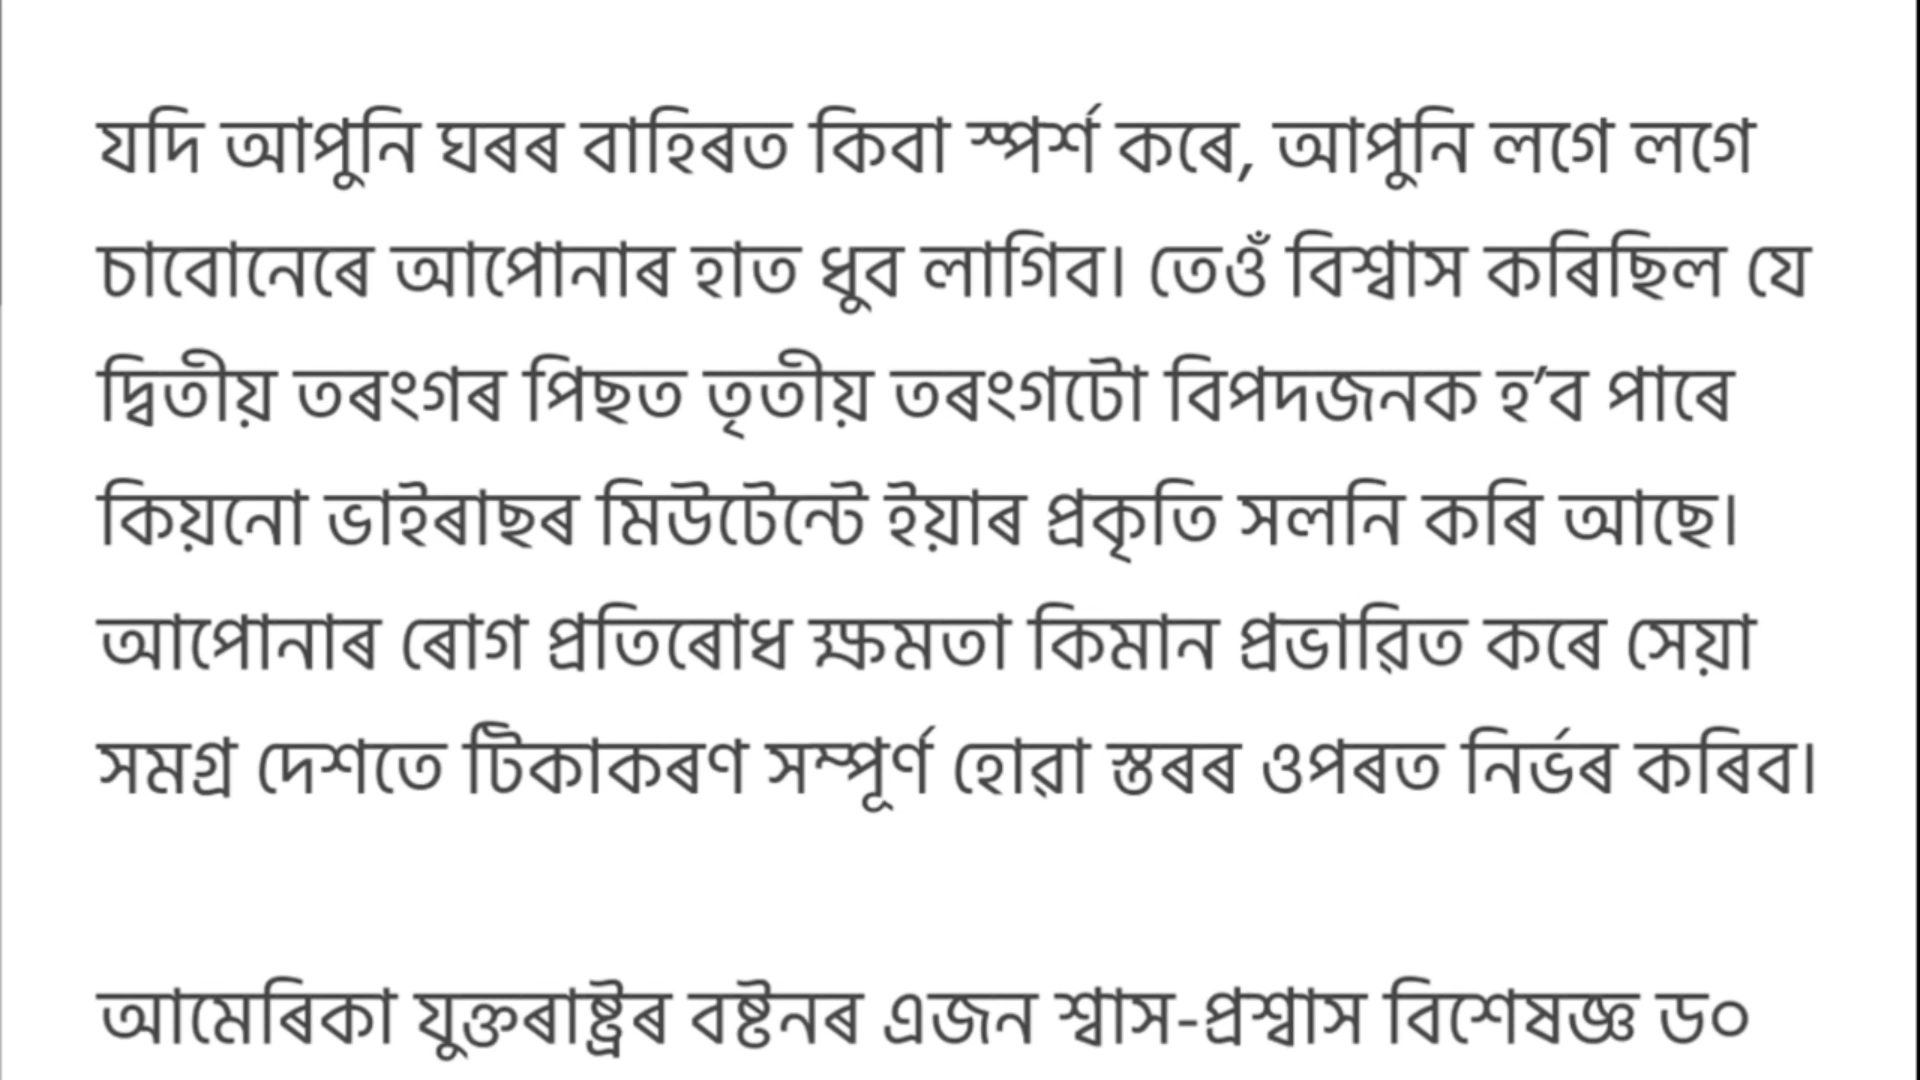 যদি আপুনি ঘৰৰ বাহিৰত কিবা স্পৰ্শ কৰে, আপুনি লগে লগে
চাবোনেৰে আপোনাৰ হাত ধুব লাগিব। তেওঁ বিশ্বাস কৰিছিল যে
দ্বিতীয় তৰংগৰ পিছত তৃতীয় তৰংগটো বিপদজনক হ’ব পাৰে
কিয়নো ভাইৰাছৰ মিউটেন্টে ইয়াৰ প্ৰকৃতি সলনি কৰি আছে।
আপোনাৰ ৰোগ প্ৰতিৰোধ ক্ষমতা কিমান প্ৰভাৱিত কৰে সেয়া
সমগ্ৰ দেশতে টিকাকৰণ সম্পূৰ্ণ হোৱা স্তৰৰ ওপৰত নিৰ্ভৰ কৰিব।
আমেৰিকা যুক্তৰাষ্ট্ৰৰ বষ্টনৰ এজন শ্বাস-প্ৰশ্বাস বিশেষজ্ঞ ড০